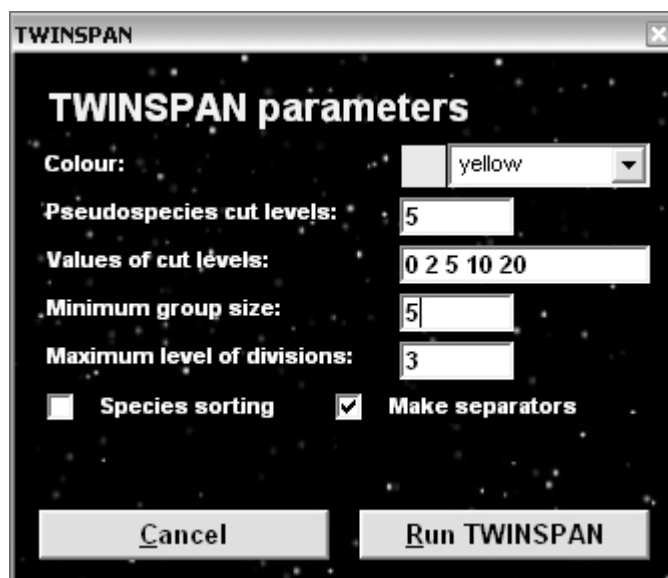 TWINSPAN
TWINSPAN parameters
Colour: yellow
Pseudospecies cut levels: 5
Values of cut levels: 0 2 5 10 20
Minimum group size: 5
Maximum level of divisions: 3
Species sorting Make separators
Cancel Run TWINSPAN